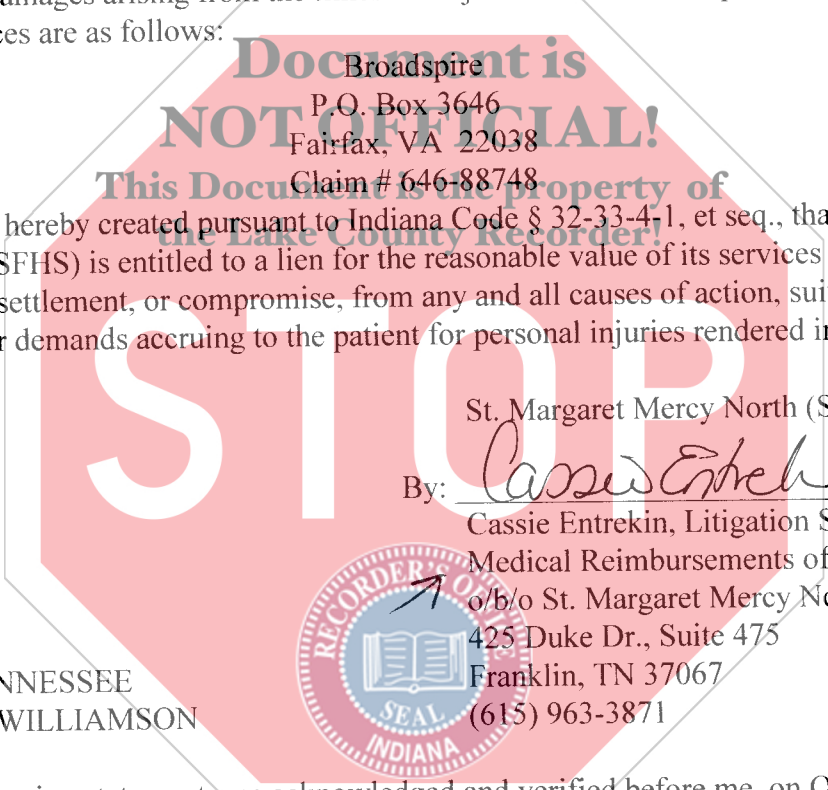 ces are as follows:
Document is
Broadspire
NOT OFFICIAL!
P.O. Box 3646
Fairfax, VA 22038
This Document is the property of
Claim # 646-88748
the Lake County Recorder!
hereby created pursuant to Indiana Code § 32-33-4-1, et seq., tha
SFHS) is entitled to a lien for the reasonable value of its services
settlement, or compromise, from any and all causes of action, sui
r demands accruing to the patient for personal injuries rendered in
STOP
St. Margaret Mercy North (S
By: Cassie Entrekin
Cassie Entrekin, Litigation S
Medical Reimbursements of
o/b/o St. Margaret Mercy No
425 Duke Dr., Suite 475
Franklin, TN 37067
(615) 963-3871
NNESSEE
WILLIAMSON
RECORDER'S OFFICE
SEAL
INDIANA